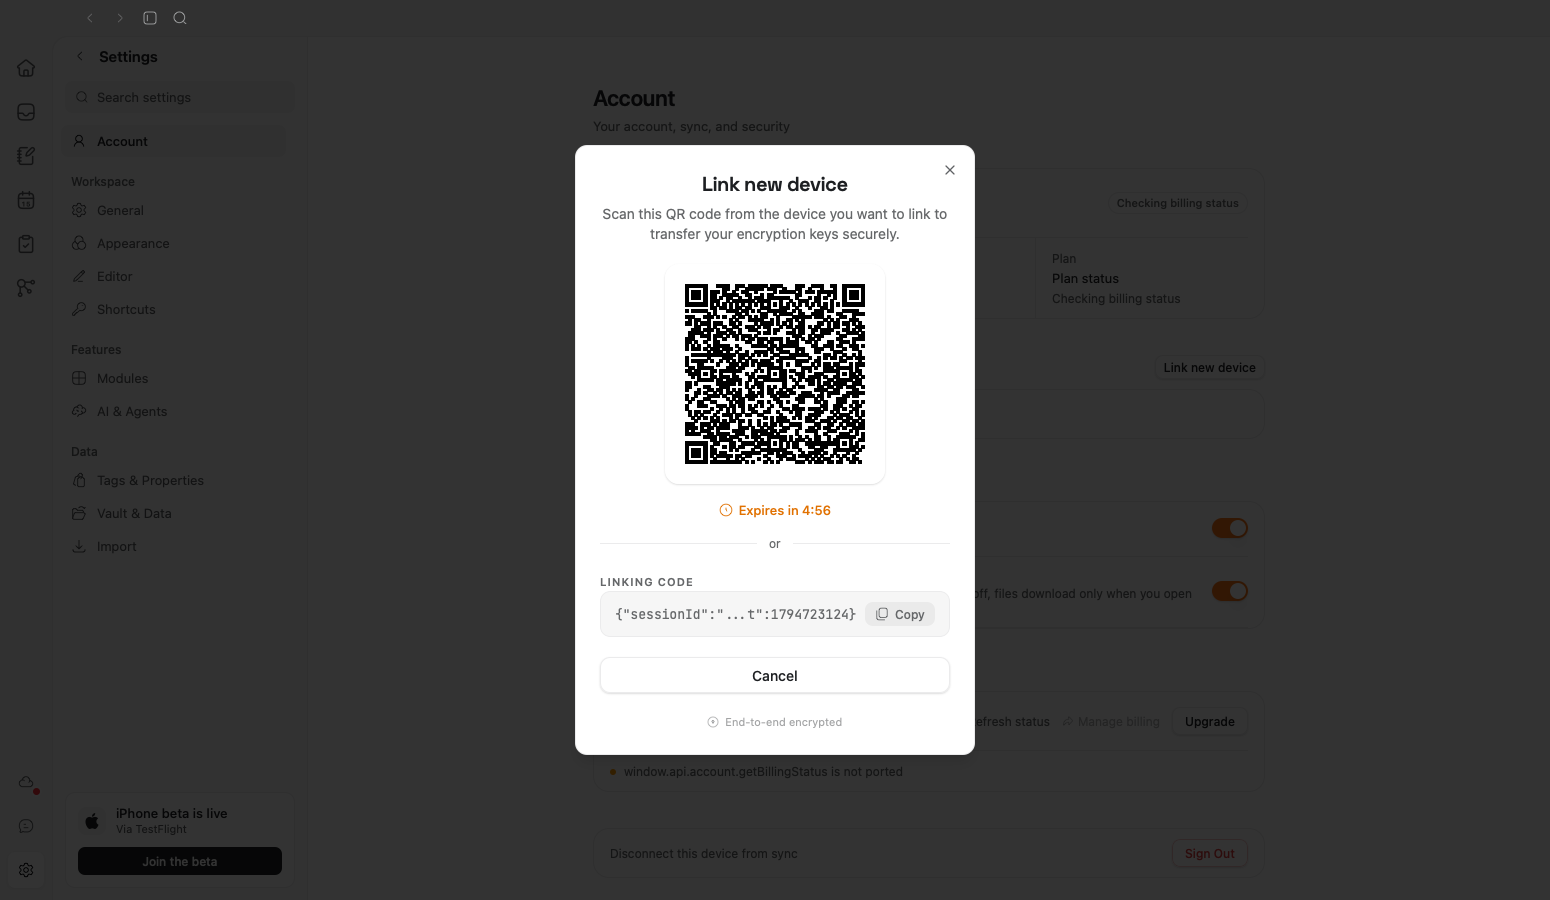 Settings
Search settings
Account
Workspace
General
Appearance
Editor
Shortcuts
Features
Modules
AI & Agents
Data
Tags & Properties
Vault & Data
Import
iPhone beta is live
Via TestFlight
Join the beta
Account
Your account, sync, and security
Checking billing status
Plan
Plan status
Checking billing status
Link new device
off, files download only when you open
efresh status
Manage billing
Upgrade
window.api.account.getBillingStatus is not ported
Disconnect this device from sync
Sign Out
Link new device
Scan this QR code from the device you want to link to
transfer your encryption keys securely.
Expires in 4:56
or
LINKING CODE
{"sessionId":"...t":1794723124}
Copy
Cancel
End-to-end encrypted